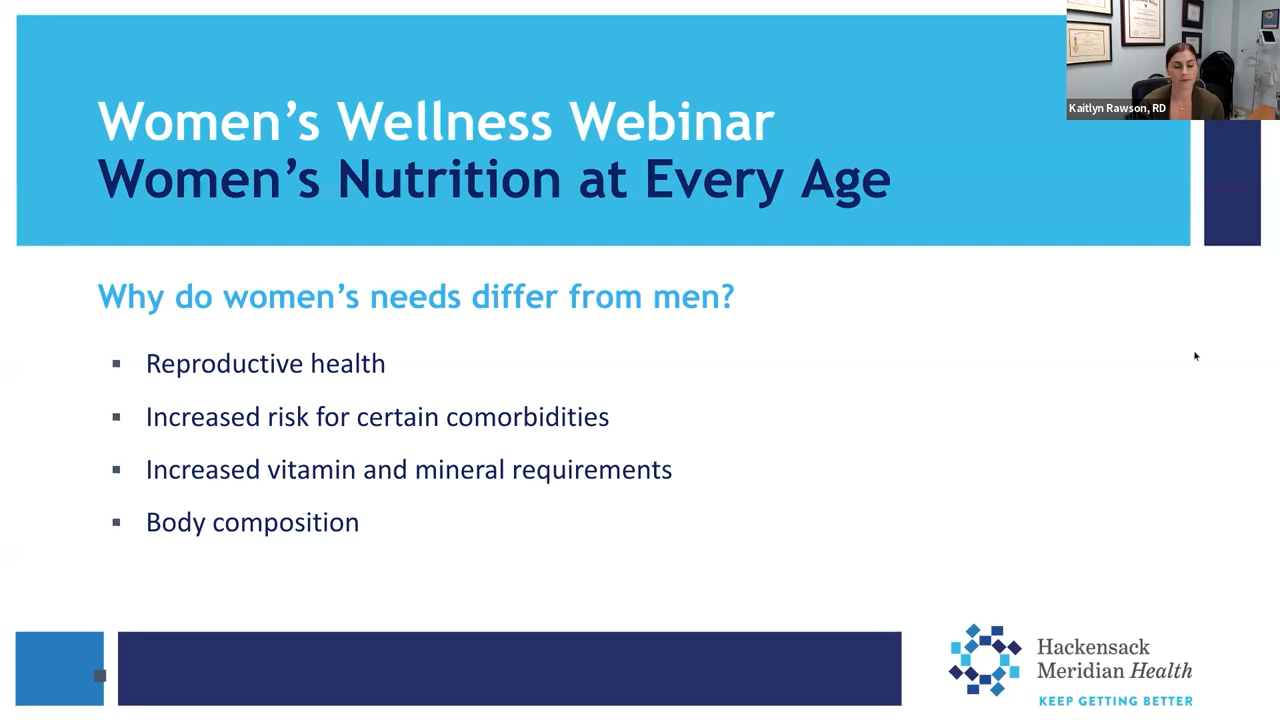 Women's Wellness Webinar
Women's Nutrition at Every Age
Kaitlyn Rawson, RD
Why do women's needs differ from men?
▪ Reproductive health
▪ Increased risk for certain comorbidities
▪ Increased vitamin and mineral requirements
▪ Body composition
Hackensack
Meridian Health
KEEP GETTING BETTER